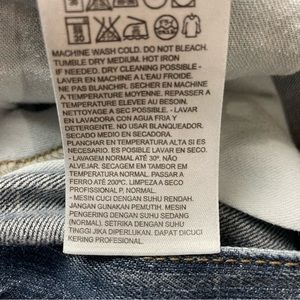 MACHINE WASH COLD. DO NOT BLEACH.
TUMBLE DRY MEDIUM. HOT IRON
IF NEEDED. DRY CLEANING POSSIBLE -
LAVER EN MACHINE A L'EAU FROIDE.
NE PAS BLANCHIR. SECHER EN MACHINE
A TEMPERATURE MOYENNE. REPASSER A
TEMPERATURE ELEVEE AU BESOIN.
NETTOYAGE A SEC POSSIBLE. - LAVAR
EN LAVADORA CON AGUA FRIA Y
DETERGENTE. NO USAR BLANQUEADOR.
SECADO MEDIO EN SECADORA.
PLANCHAR EN TEMPERATURA ALTA SI
ES NECESARIO. ES POSIBLE LAVAR EN SECO.
- LAVAGEM NORMAL ATÉ 30º. NÃO
ALVEJAR. SECAGEM EM TAMBOR EM
TEMPERATURA NORMAL. PASSAR A
FERRO ATÉ 200ºC. LIMPEZA A SECO
PROFISSIONAL P, (NORMAL).
- MESIN CUCI DENGAN SUHU RENDAH.
JANGAN GUNAKAN PEMUTIH. MESIN
PENGERING DENGAN SUHU SEDANG
(NORMAL). SETRIKA DENGAN SUHU
TINGGI JIKA DIPERLUKAN. DAPAT DICUCI
KERING PROFESIONAL